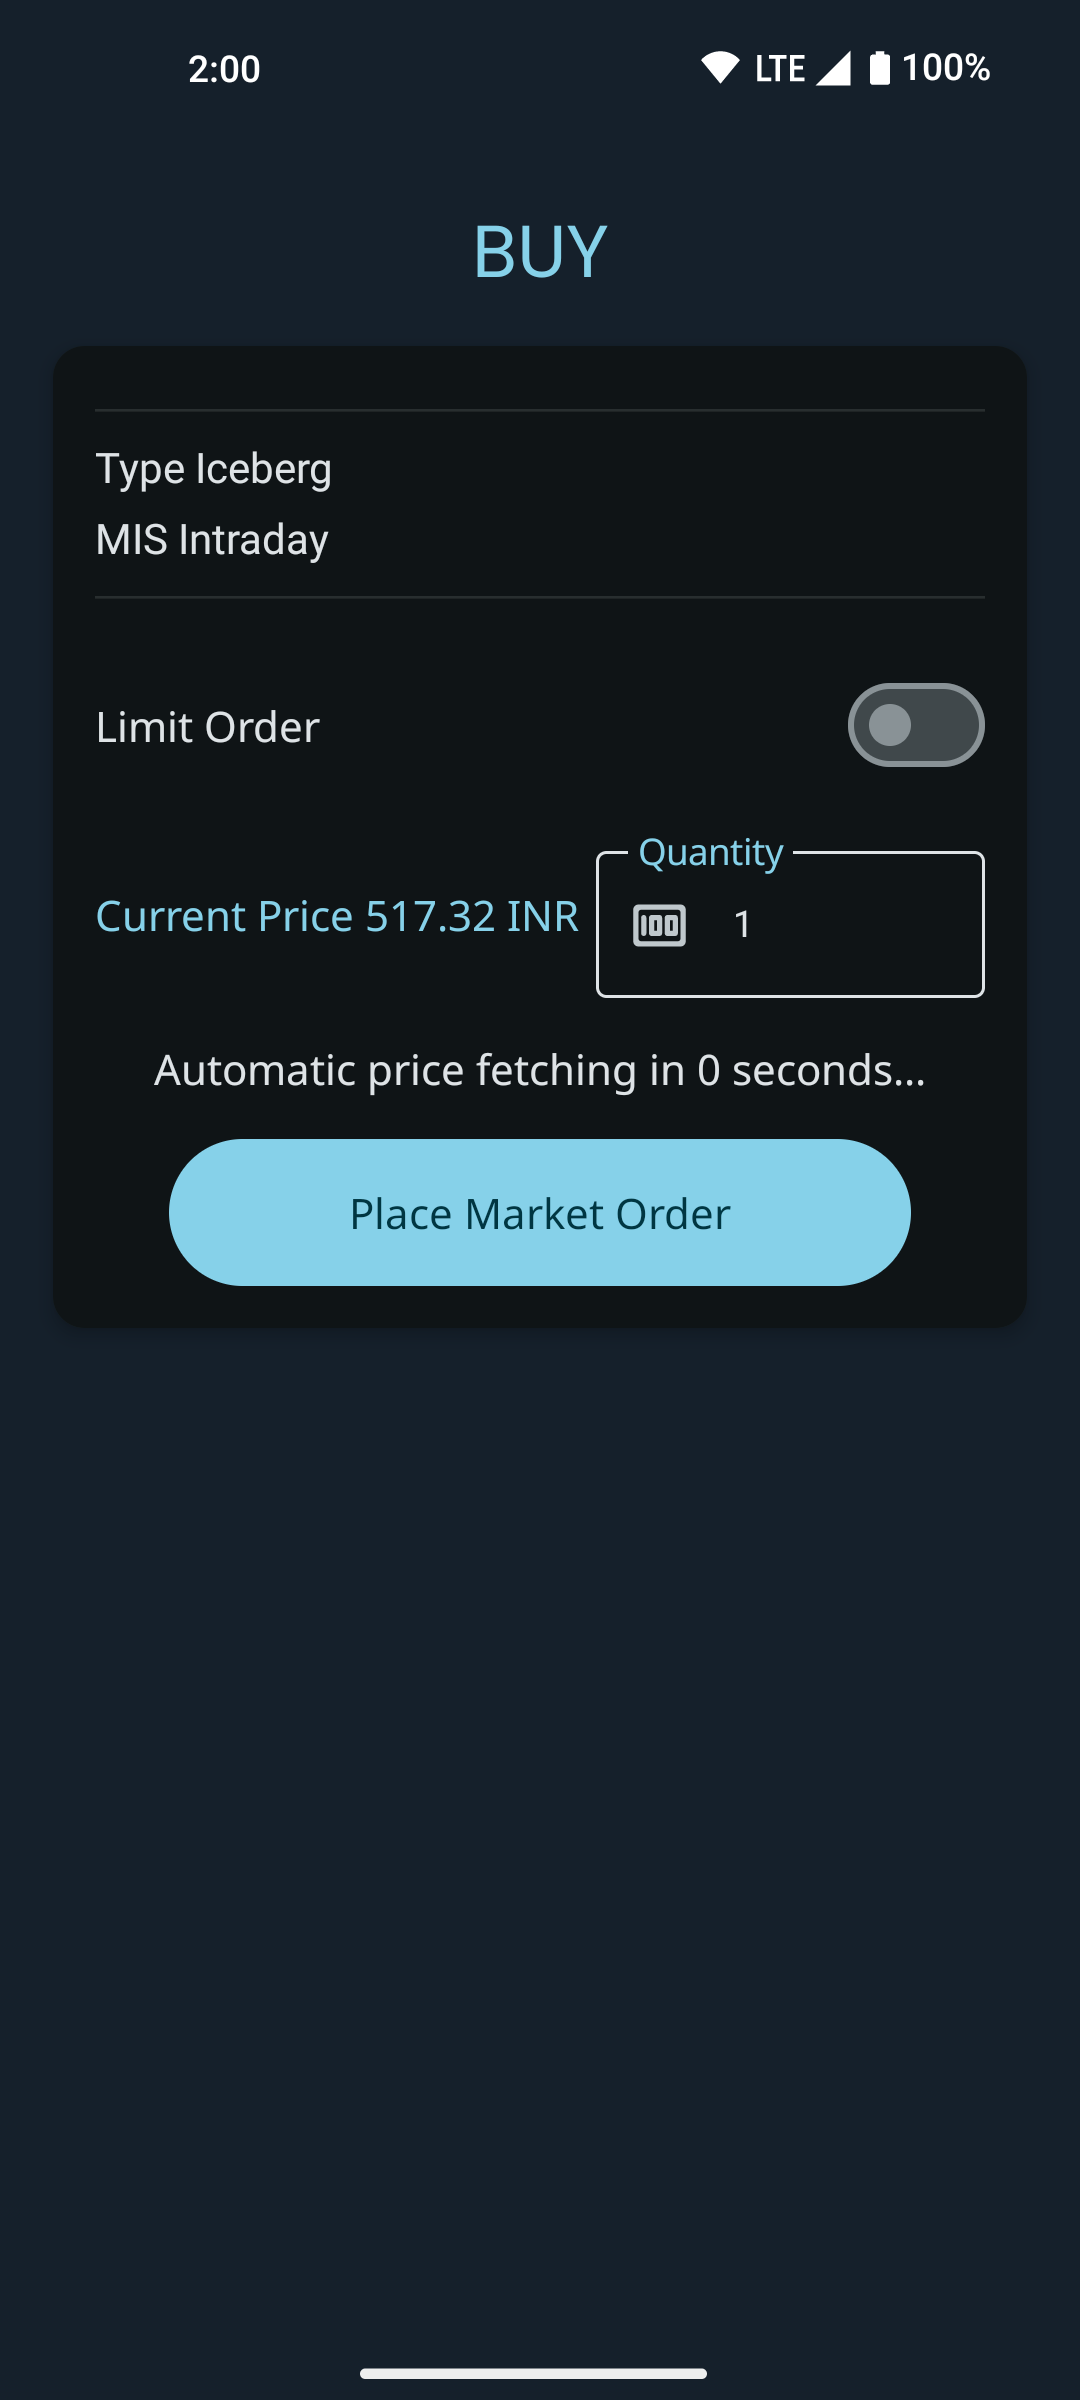 2:00
LTE
100%
BUY
Type Iceberg
MIS Intraday
Limit Order
Quantity
Current Price 517.32 INR
100
1
Automatic price fetching in 0 seconds...
Place Market Order